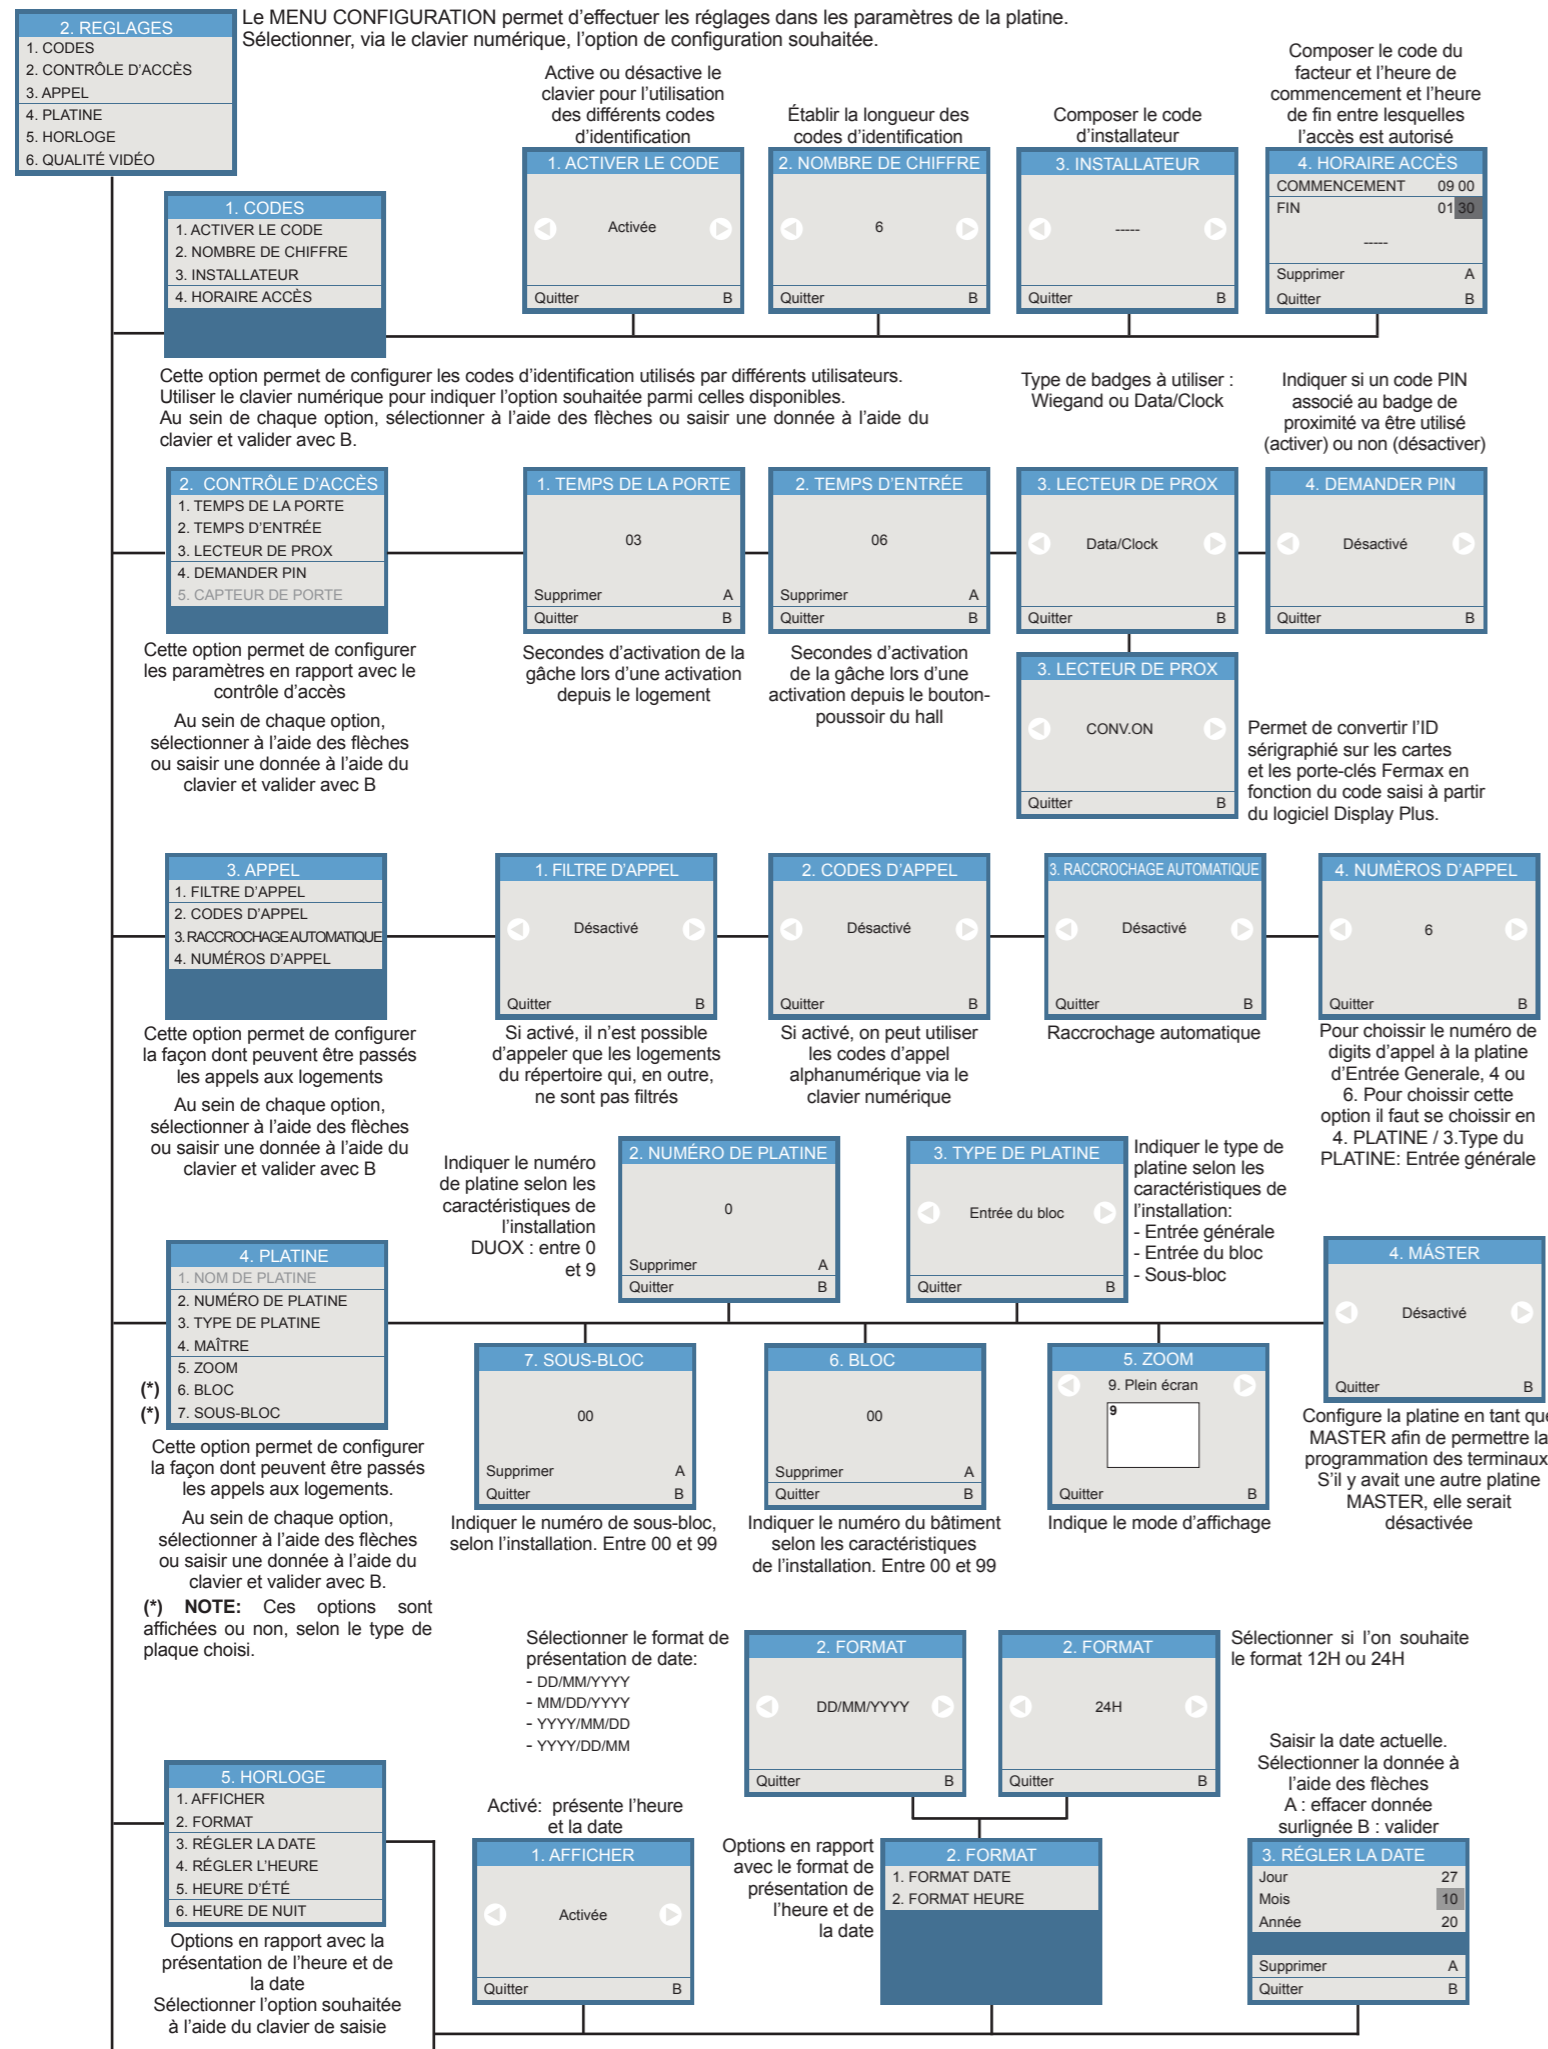 2. REGLAGES
1. CODES
2. CONTRÔLE D’ACCÈS
3. APPEL
4. PLATINE
5. HORLOGE
6. QUALITÉ VIDÉO
Le MENU CONFIGURATION permet d’effectuer les réglages dans les paramètres de la platine.
Sélectionner, via le clavier numérique, l’option de configuration souhaitée.
1. CODES
1. ACTIVER LE CODE
2. NOMBRE DE CHIFFRE
3. INSTALLATEUR
4. HORAIRE ACCÈS
Active ou désactive le
clavier pour l’utilisation
des différents codes
d’identification
1. ACTIVER LE CODE
Activée
Quitter B
Établir la longueur des
codes d’identification
2. NOMBRE DE CHIFFRE
6
Quitter B
Composer le code
d’installateur
3. INSTALLATEUR
-----
Quitter B
Composer le code du
facteur et l’heure de
commencement et l’heure
de fin entre lesquelles
l’accès est autorisé
4. HORAIRE ACCÈS
COMMENCEMENT 09 00
FIN 01 30
-----
Supprimer A
Quitter B
Cette option permet de configurer les codes d’identification utilisés par différents utilisateurs.
Utiliser le clavier numérique pour indiquer l’option souhaitée parmi celles disponibles.
Au sein de chaque option, sélectionner à l’aide des flèches ou saisir une donnée à l’aide du
clavier et valider avec B.
2. CONTRÔLE D’ACCÈS
1. TEMPS DE LA PORTE
2. TEMPS D’ENTRÉE
3. LECTEUR DE PROX
4. DEMANDER PIN
5. CAPTEUR DE PORTE
Cette option permet de configurer
les paramètres en rapport avec le
contrôle d’accès
Au sein de chaque option,
sélectionner à l’aide des flèches
ou saisir une donnée à l’aide du
clavier et valider avec B
1. TEMPS DE LA PORTE
03
Supprimer A
Quitter B
Secondes d’activation de la
gâche lors d’une activation
depuis le logement
2. TEMPS D’ENTRÉE
06
Supprimer A
Quitter B
Secondes d’activation
de la gâche lors d’une
activation depuis le bouton-
poussoir du hall
Type de badges à utiliser :
Wiegand ou Data/Clock
3. LECTEUR DE PROX
Data/Clock
Quitter B
3. LECTEUR DE PROX
CONV.ON
Quitter B
Permet de convertir l’ID
sérigraphié sur les cartes
et les porte-clés Fermax en
fonction du code saisi à partir
du logiciel Display Plus.
Indiquer si un code PIN
associé au badge de
proximité va être utilisé
(activer) ou non (désactiver)
4. DEMANDER PIN
Désactivé
Quitter B
3. APPEL
1. FILTRE D’APPEL
2. CODES D’APPEL
3. RACCROCHAGE AUTOMATIQUE
4. NUMÉROS D’APPEL
Cette option permet de configurer
la façon dont peuvent être passés
les appels aux logements
Au sein de chaque option,
sélectionner à l’aide des flèches
ou saisir une donnée à l’aide du
clavier et valider avec B
1. FILTRE D’APPEL
Désactivé
Quitter B
Si activé, il n’est possible
d’appeler que les logements
du répertoire qui, en outre,
ne sont pas filtrés
2. CODES D’APPEL
Désactivé
Quitter B
Si activé, on peut utiliser
les codes d’appel
alphanumérique via le
clavier numérique
3. RACCROCHAGE AUTOMATIQUE
Désactivé
Quitter B
Raccrochage automatique
4. NUMÈROS D’APPEL
6
Quitter B
Pour choissir le numéro de
digits d’appel à la platine
d’Entrée Generale, 4 ou
6. Pour choissir cette
option il faut se choissir en
4. PLATINE / 3.Type du
PLATINE: Entrée générale
4. PLATINE
1. NOM DE PLATINE
2. NUMÉRO DE PLATINE
3. TYPE DE PLATINE
4. MAÎTRE
5. ZOOM
(*) 6. BLOC
(*) 7. SOUS-BLOC
Cette option permet de configurer
la façon dont peuvent être passés
les appels aux logements.
Au sein de chaque option,
sélectionner à l’aide des flèches
ou saisir une donnée à l’aide du
clavier et valider avec B.
(*) NOTE: Ces options sont
affichées ou non, selon le type de
plaque choisi.
Indiquer le numéro
de platine selon les
caractéristiques de
l’installation
DUOX : entre 0
et 9
2. NUMÉRO DE PLATINE
0
Supprimer A
Quitter B
3. TYPE DE PLATINE
Entrée du bloc
Quitter B
Indiquer le type de
platine selon les
caractéristiques de
l’installation:
- Entrée générale
- Entrée du bloc
- Sous-bloc
4. MÁSTER
Désactivé
Quitter B
Configure la platine en tant que
MASTER afin de permettre la
programmation des terminaux
S’il y avait une autre platine
MASTER, elle serait
désactivée
7. SOUS-BLOC
00
Supprimer A
Quitter B
Indiquer le numéro de sous-bloc,
selon l’installation. Entre 00 et 99
6. BLOC
00
Supprimer A
Quitter B
Indiquer le numéro du bâtiment
selon les caractéristiques
de l’installation. Entre 00 et 99
5. ZOOM
9. Plein écran
9
Quitter B
Indique le mode d’affichage
5. HORLOGE
1. AFFICHER
2. FORMAT
3. RÉGLER LA DATE
4. RÉGLER L’HEURE
5. HEURE D’ÉTÉ
6. HEURE DE NUIT
Options en rapport avec la
présentation de l’heure et de
la date
Sélectionner l’option souhaitée
à l’aide du clavier de saisie
Sélectionner le format de
présentation de date:
- DD/MM/YYYY
- MM/DD/YYYY
- YYYY/MM/DD
- YYYY/DD/MM
2. FORMAT
DD/MM/YYYY
Quitter B
2. FORMAT
24H
Quitter B
Sélectionner si l’on souhaite
le format 12H ou 24H
Activé: présente l’heure
et la date
1. AFFICHER
Activée
Quitter B
Options en rapport
avec le format de
présentation de
l’heure et de
la date
2. FORMAT
1. FORMAT DATE
2. FORMAT HEURE
Saisir la date actuelle.
Sélectionner la donnée à
l’aide des flèches
A : effacer donnée
surlignée B : valider
3. RÉGLER LA DATE
Jour 27
Mois 10
Année 20
Supprimer A
Quitter B